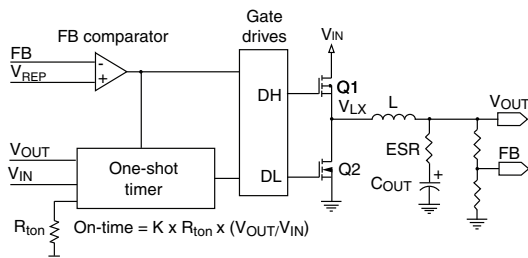 FB comparator
Gate
drives
VIN
FB
VREP
-
+
DH
Q1
VLX
L
VOUT
ESR
FB
VOUT
VIN
One-shot
timer
DL
Q2
COUT
+
Rton
On-time = K x Rton x (VOUT/VIN)